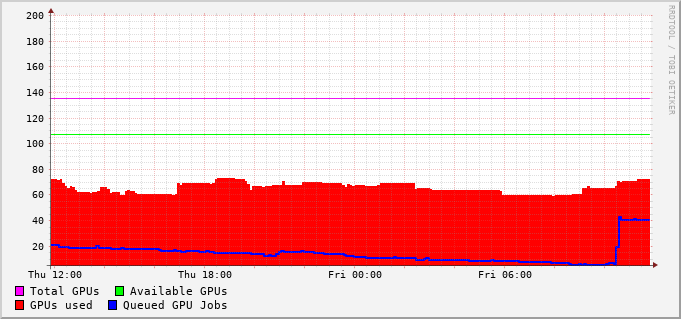 200
180
160
140
120
100
80
60
40
20
Thu 12:00 Thu 18:00 Fri 00:00 Fri 06:00
Total GPUs Available GPUs
GPUs used Queued GPU Jobs
RRDTOOL / TOBI OETIKER